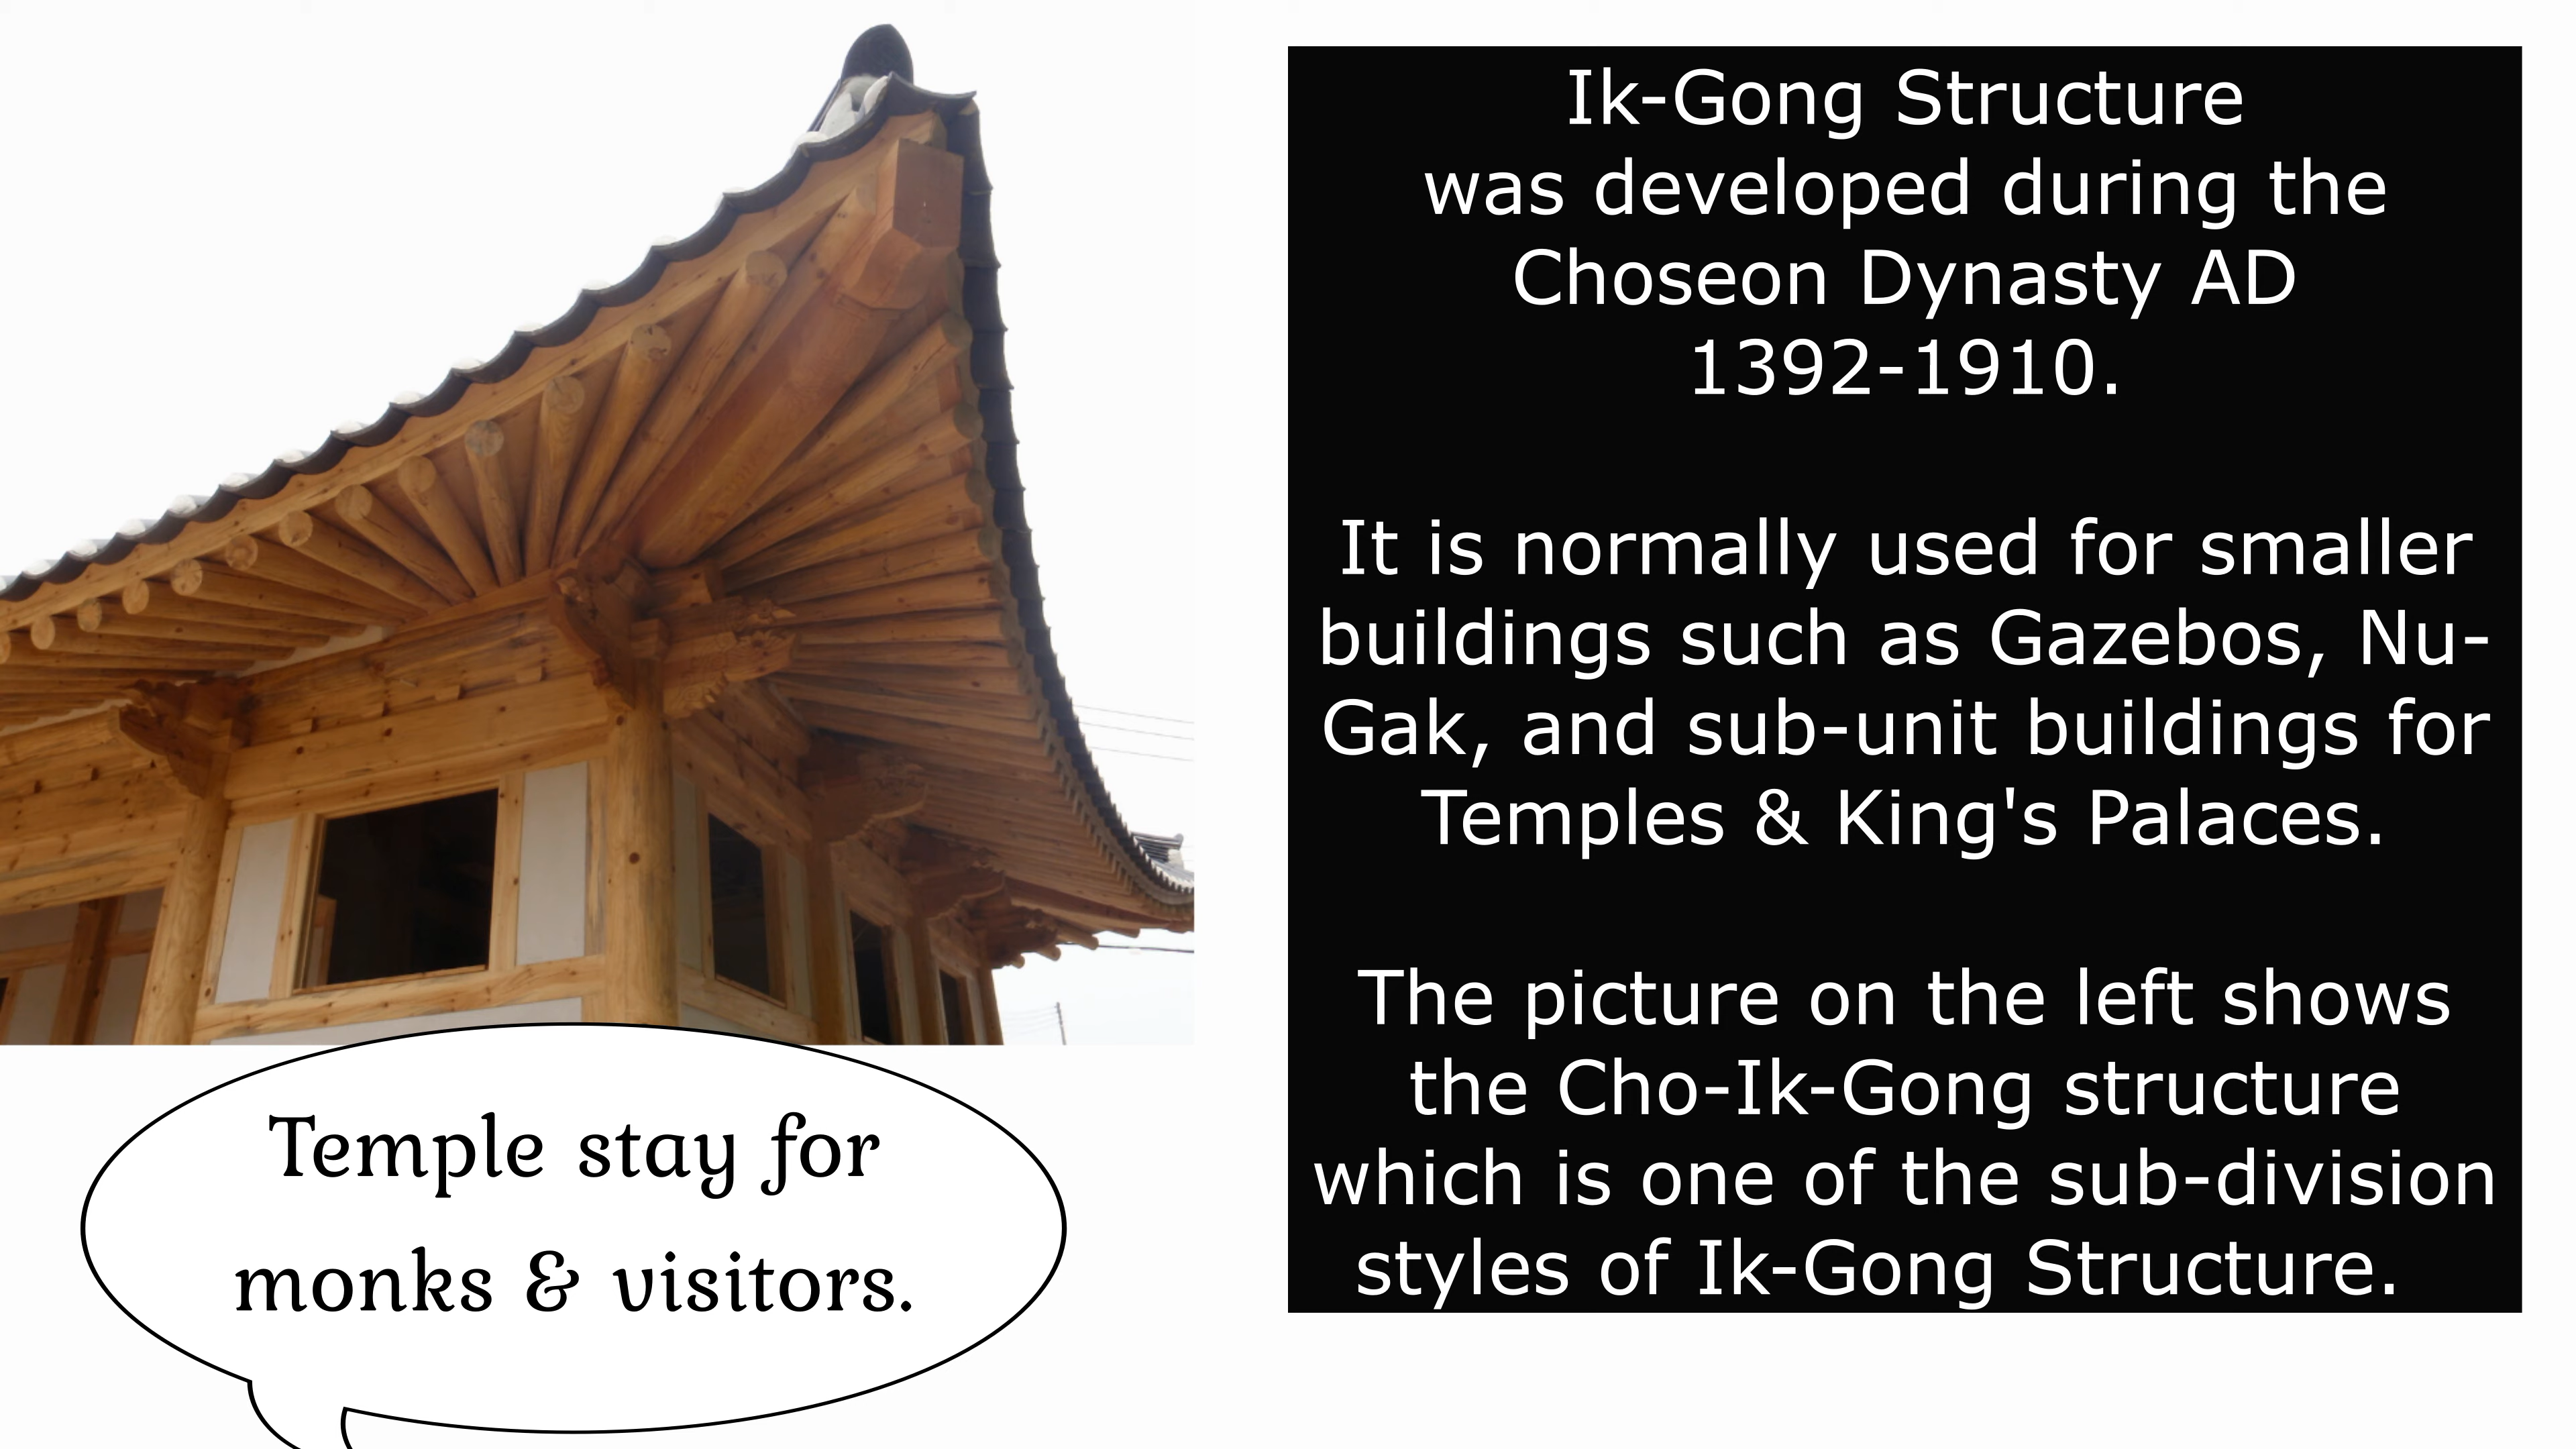 Ik-Gong Structure
was developed during the
Choseon Dynasty AD
1392-1910.
It is normally used for smaller
buildings such as Gazebos, Nu-
Gak, and sub-unit buildings for
Temples & King's Palaces.
The picture on the left shows
the Cho-Ik-Gong structure
which is one of the sub-division
styles of Ik-Gong Structure.
Temple stay for
monks & visitors.